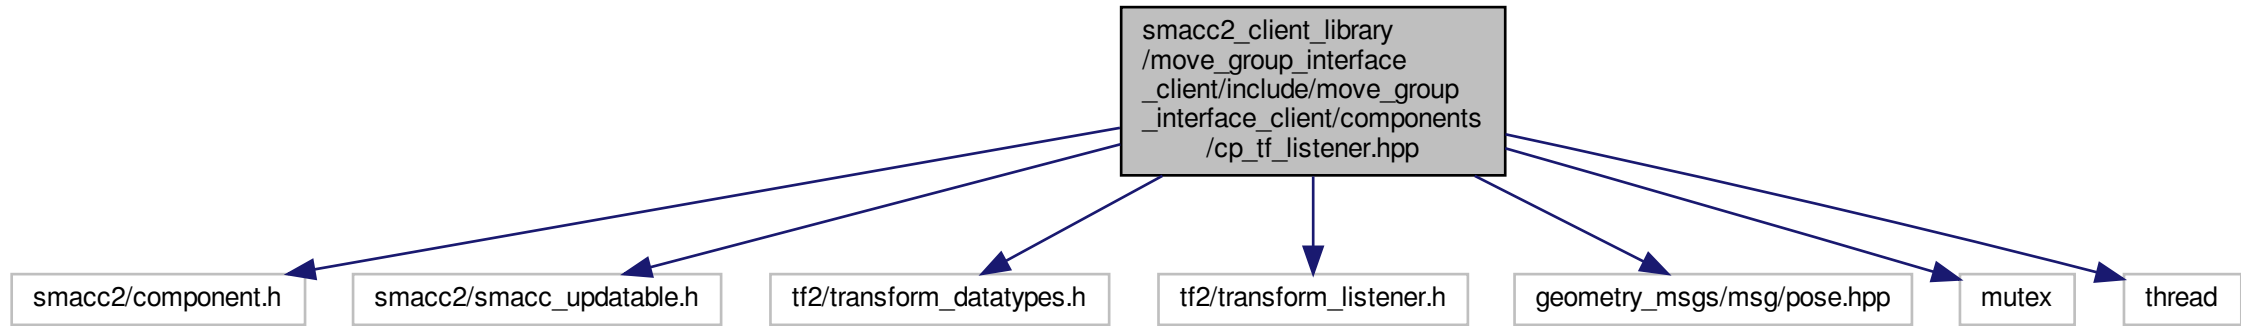 smacc2_client_library
/move_group_interface
_client/include/move_group
_interface_client/components
/cp_tf_listener.hpp
smacc2/component.h
smacc2/smacc_updatable.h
tf2/transform_datatypes.h
tf2/transform_listener.h
geometry_msgs/msg/pose.hpp
mutex
thread